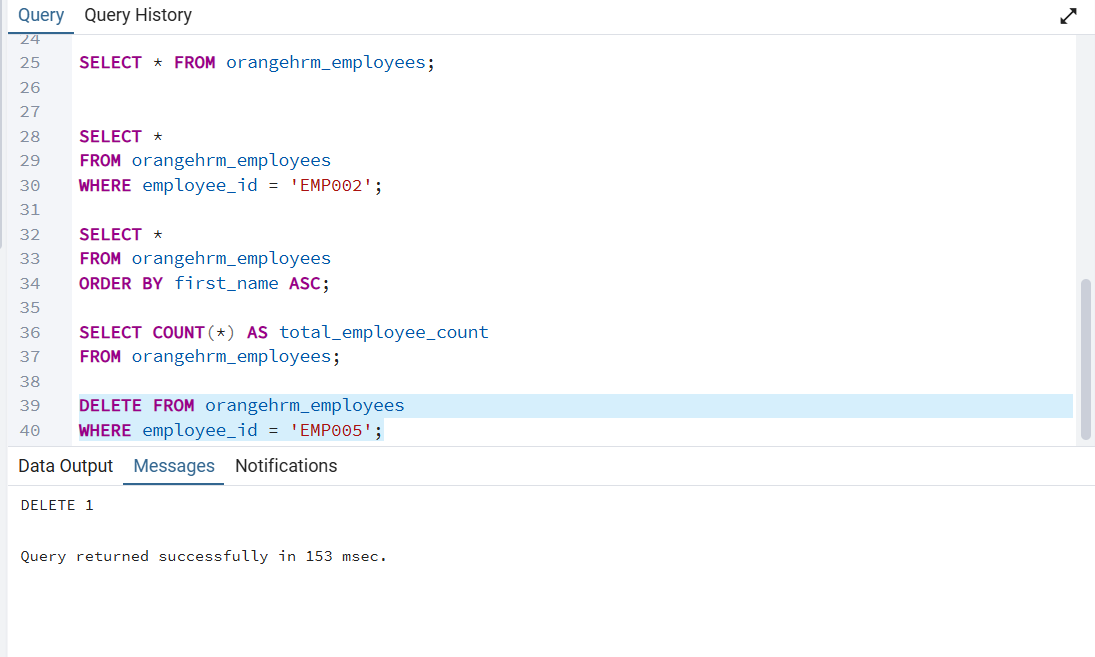 Query Query History
24
25 SELECT * FROM orangehrm_employees;
26
27
28 SELECT *
29 FROM orangehrm_employees
30 WHERE employee_id = 'EMP002';
31
32 SELECT *
33 FROM orangehrm_employees
34 ORDER BY first_name ASC;
35
36 SELECT COUNT(*) AS total_employee_count
37 FROM orangehrm_employees;
38
39 DELETE FROM orangehrm_employees
40 WHERE employee_id = 'EMP005';
Data Output Messages Notifications
DELETE 1
Query returned successfully in 153 msec.